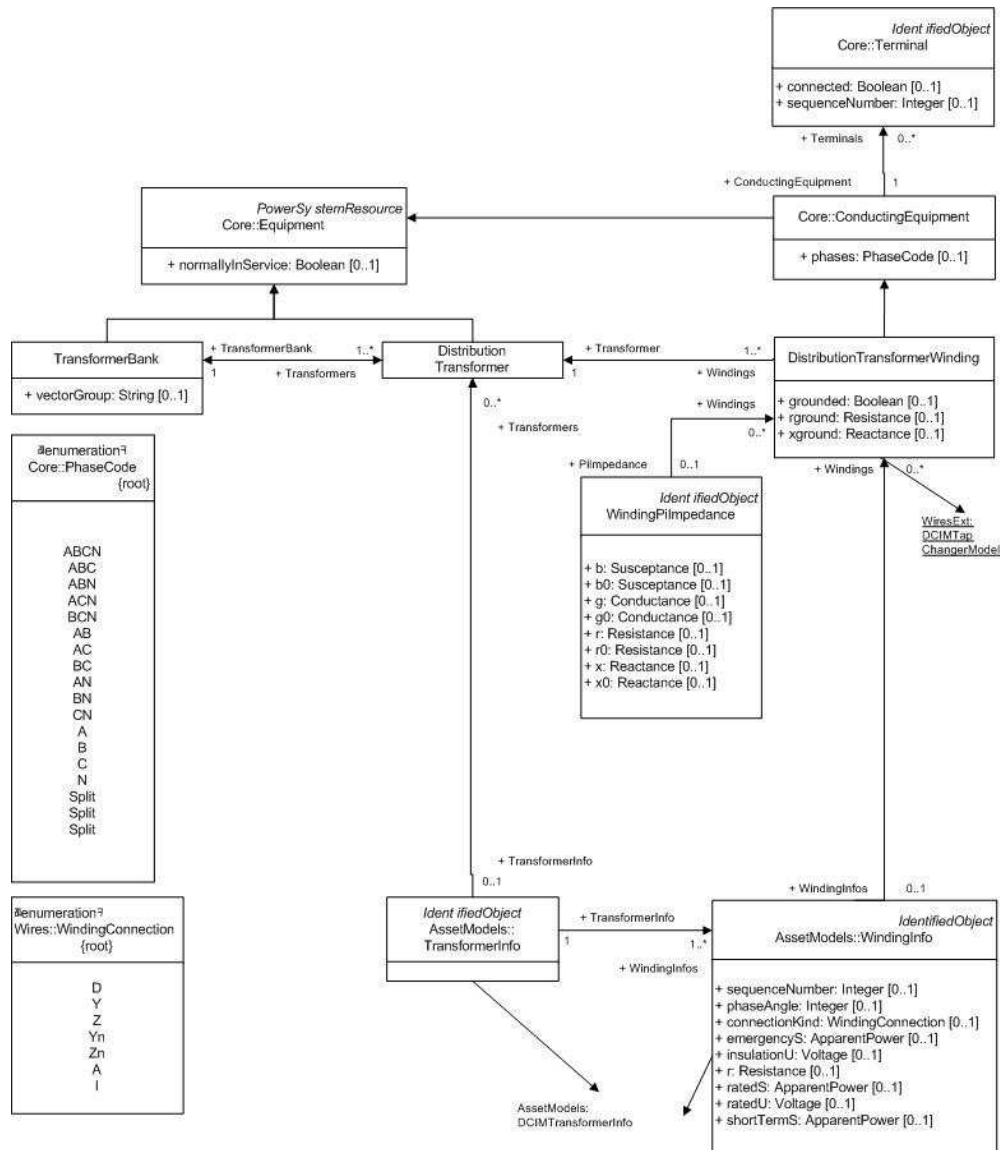 Ident ifiedObject
Core::Terminal
+ connected: Boolean [0..1]
+ sequenceNumber: Integer [0..1]
+ Terminals 0..*
+ ConductingEquipment 1
PowerSy stemResource
Core::Equipment
+ normallyInService: Boolean [0..1]
Core::ConductingEquipment
+ phases: PhaseCode [0..1]
TransformerBank
+ vectorGroup: String [0..1]
+ TransformerBank 1..*
1 + Transformers
Distribution
Transformer
+ Transformer 1..*
1 + Windings
DistributionTransformerWinding
+ grounded: Boolean [0..1]
+ rground: Resistance [0..1]
+ xground: Reactance [0..1]
0..*
+ Transformers
+ Windings
0..*
+ PiImpedance 0..1
+ Windings 0..*
WiresExt:
DCIMTap
ChangerModel
enumeration
Core::PhaseCode
{root}
ABCN
ABC
ABN
ACN
BCN
AB
AC
BC
AN
BN
CN
A
B
C
N
Split
Split
Split
Ident ifiedObject
WindingPiImpedance
+ b: Susceptance [0..1]
+ b0: Susceptance [0..1]
+ g: Conductance [0..1]
+ g0: Conductance [0..1]
+ r: Resistance [0..1]
+ r0: Resistance [0..1]
+ x: Reactance [0..1]
+ x0: Reactance [0..1]
+ TransformerInfo
0..1
+ WindingInfos 0..1
enumeration
Wires::WindingConnection
{root}
D
Y
Z
Yn
Zn
A
I
Ident ifiedObject
AssetModels::
TransformerInfo
+ TransformerInfo
1 1..*
+ WindingInfos
IdentifiedObject
AssetModels::WindingInfo
+ sequenceNumber: Integer [0..1]
+ phaseAngle: Integer [0..1]
+ connectionKind: WindingConnection [0..1]
+ emergencyS: ApparentPower [0..1]
+ insulationU: Voltage [0..1]
+ r: Resistance [0..1]
+ ratedS: ApparentPower [0..1]
+ ratedU: Voltage [0..1]
+ shortTermS: ApparentPower [0..1]
AssetModels:
DCIMTransformerInfo